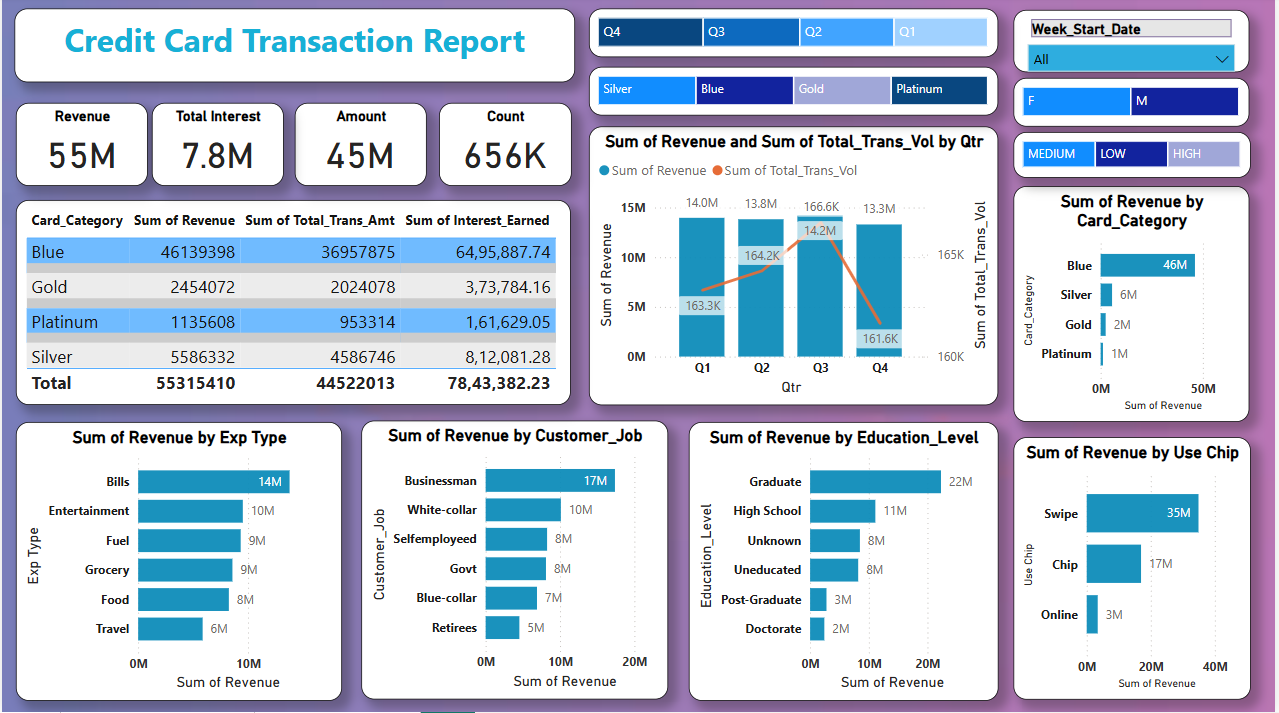 Credit Card Transaction Report
Q4 Q3 Q2 Q1
Silver Blue Gold Platinum
Week_Start_Date
All
F M
MEDIUM LOW HIGH
Revenue
55M
Total Interest
7.8M
Amount
45M
Count
656K
Card_Category Sum of Revenue Sum of Total_Trans_Amt Sum of Interest_Earned
Blue 46139398 36957875 64,95,887.74
Gold 2454072 2024078 3,73,784.16
Platinum 1135608 953314 1,61,629.05
Silver 5586332 4586746 8,12,081.28
Total 55315410 44522013 78,43,382.23
Sum of Revenue and Sum of Total_Trans_Vol by Qtr
Sum of Revenue Sum of Total_Trans_Vol
Sum of Revenue
15M
10M
5M
0M
14.0M 13.8M 166.6K 13.3M
14.2M
164.2K
163.3K
161.6K
165K
160K
Sum of Total_Trans_Vol
Q1 Q2 Q3 Q4
Qtr
Sum of Revenue by
Card_Category
Card_Category
Blue 46M
Silver 6M
Gold 2M
Platinum 1M
0M 50M
Sum of Revenue
Sum of Revenue by Exp Type
Exp Type
Bills 14M
Entertainment 10M
Fuel 9M
Grocery 9M
Food 8M
Travel 6M
0M 10M
Sum of Revenue
Sum of Revenue by Customer_Job
Customer_Job
Businessman 17M
White-collar 10M
Selfemployeed 8M
Govt 8M
Blue-collar 7M
Retirees 5M
0M 10M 20M
Sum of Revenue
Sum of Revenue by Education_Level
Education_Level
Graduate 22M
High School 11M
Unknown 8M
Uneducated 8M
Post-Graduate 3M
Doctorate 2M
0M 10M 20M
Sum of Revenue
Sum of Revenue by Use Chip
Use Chip
Swipe 35M
Chip 17M
Online 3M
0M 20M 40M
Sum of Revenue